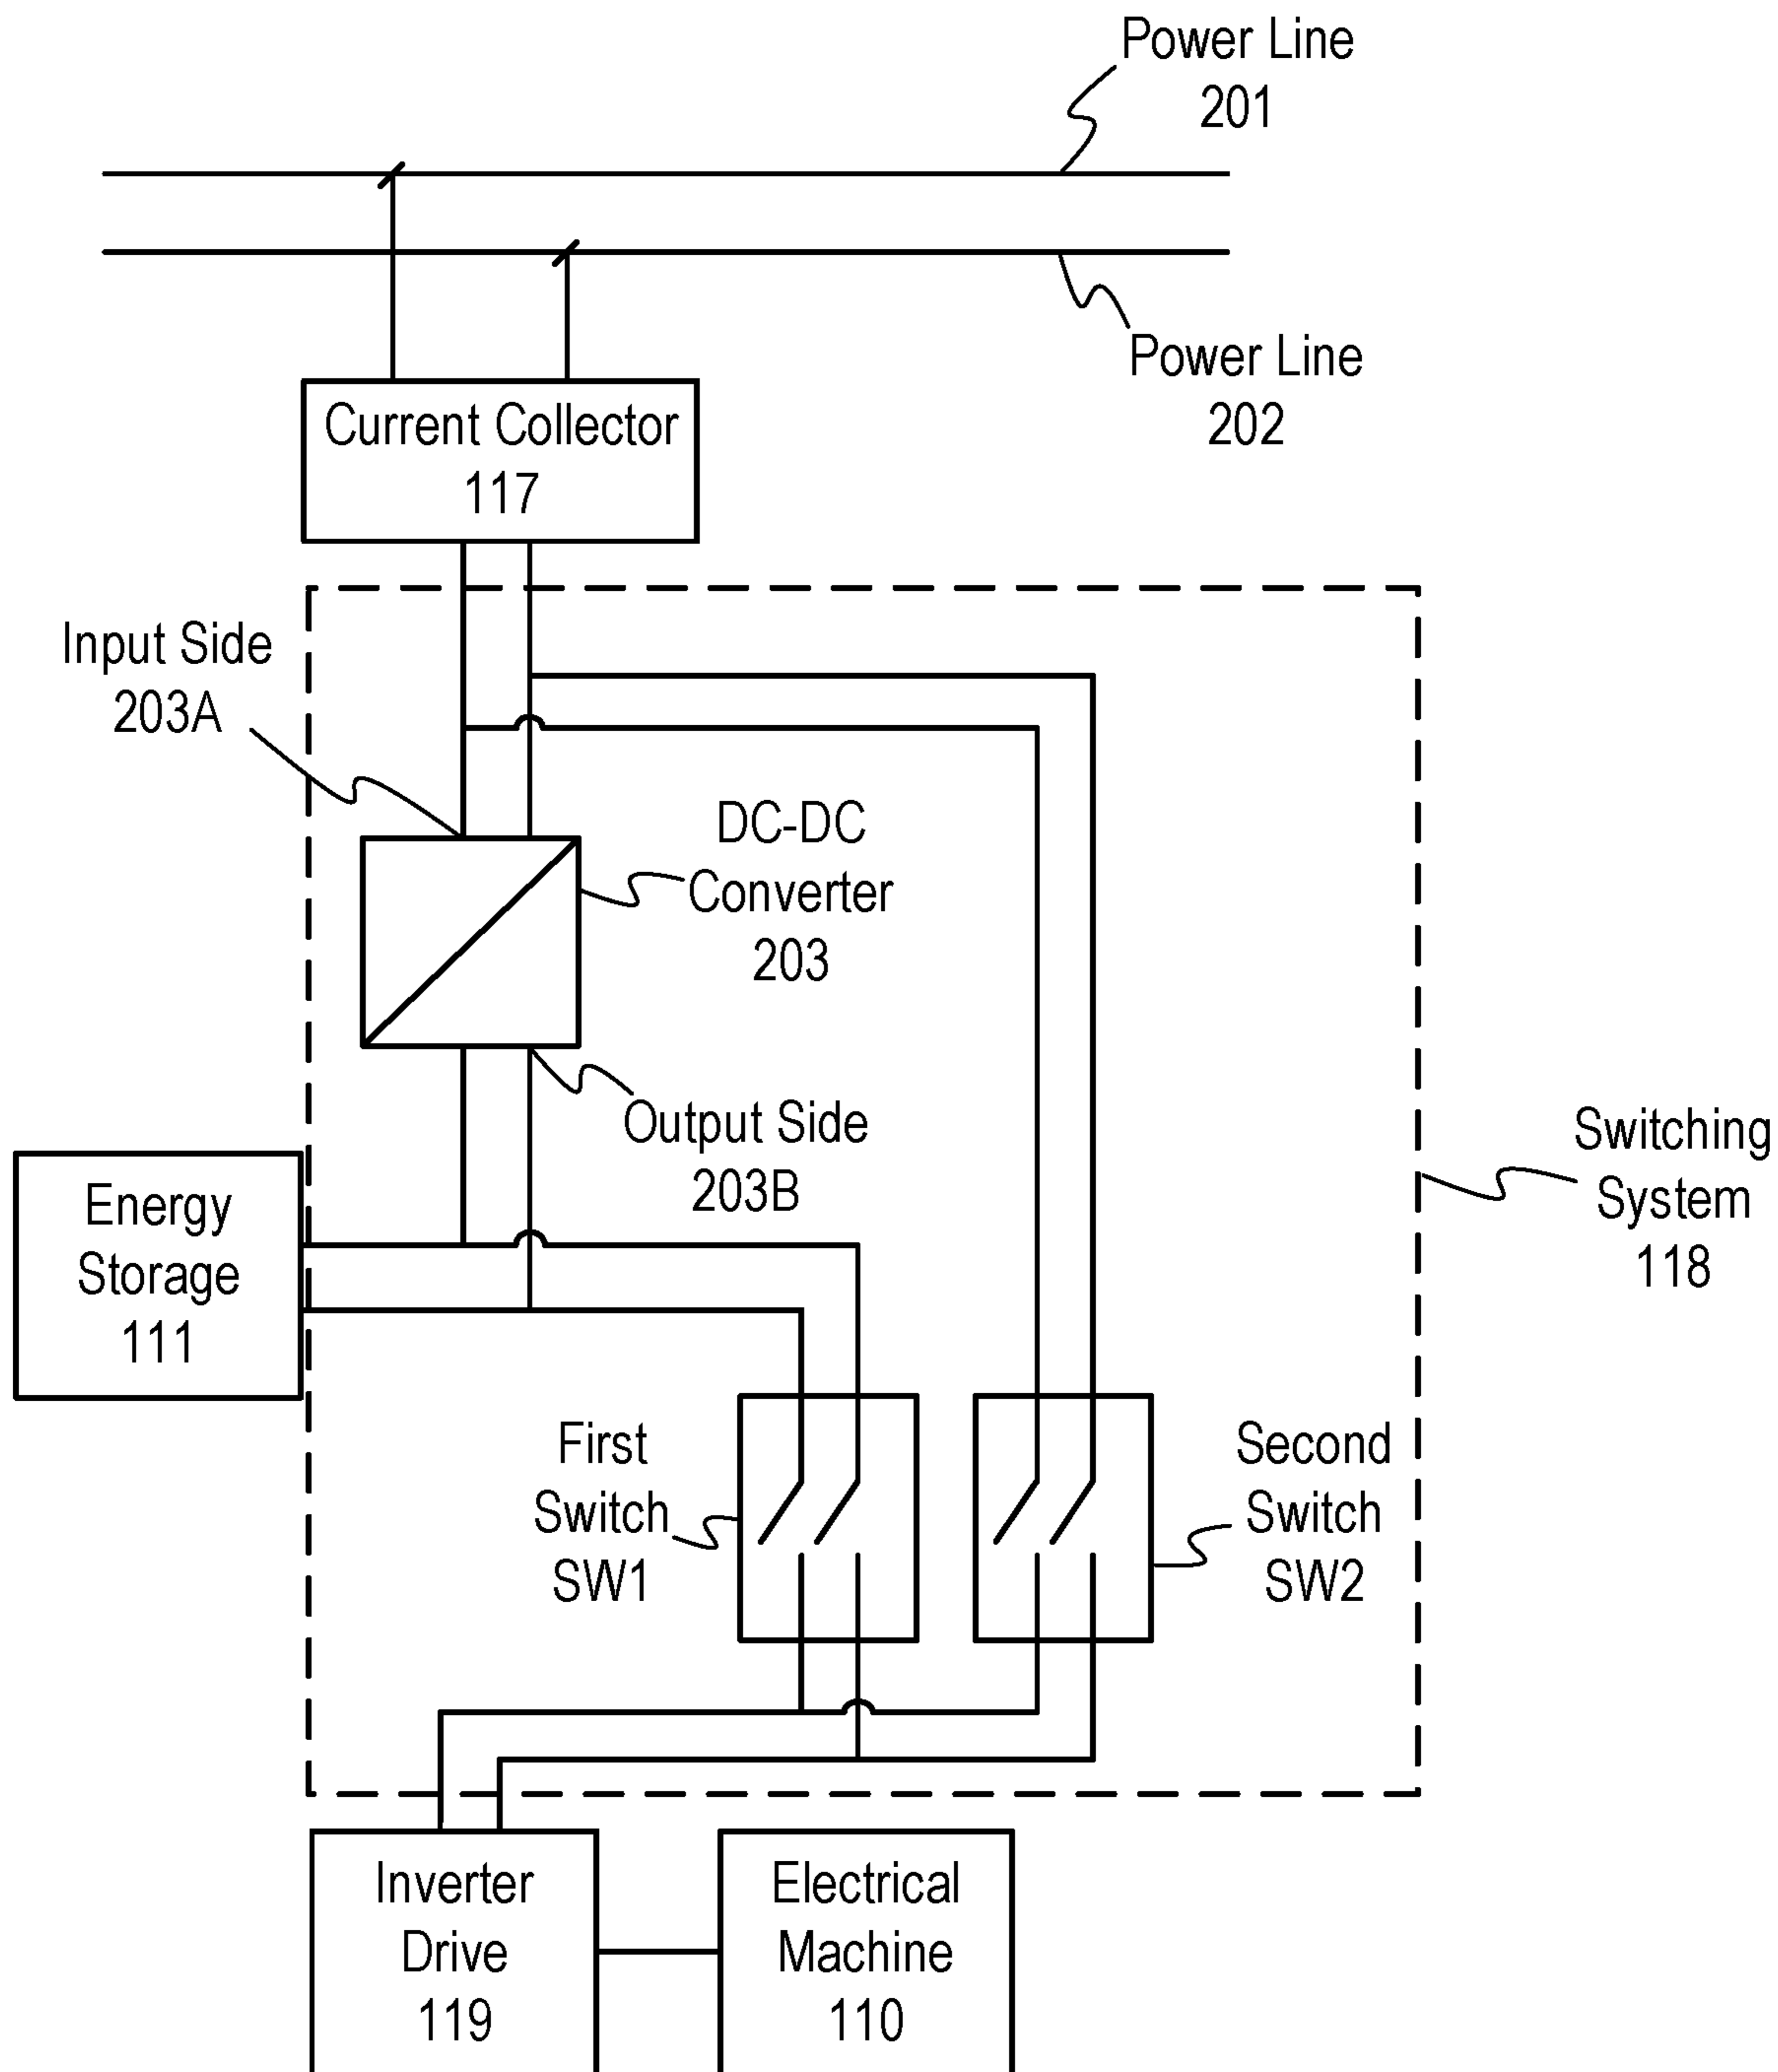 Power Line
201
Power Line
202
Current Collector
117
Input Side
203A
DC-DC
Converter
203
Output Side
203B
Switching
System
118
Energy
Storage
111
First
Switch
SW1
Second
Switch
SW2
Inverter
Drive
119
Electrical
Machine
110